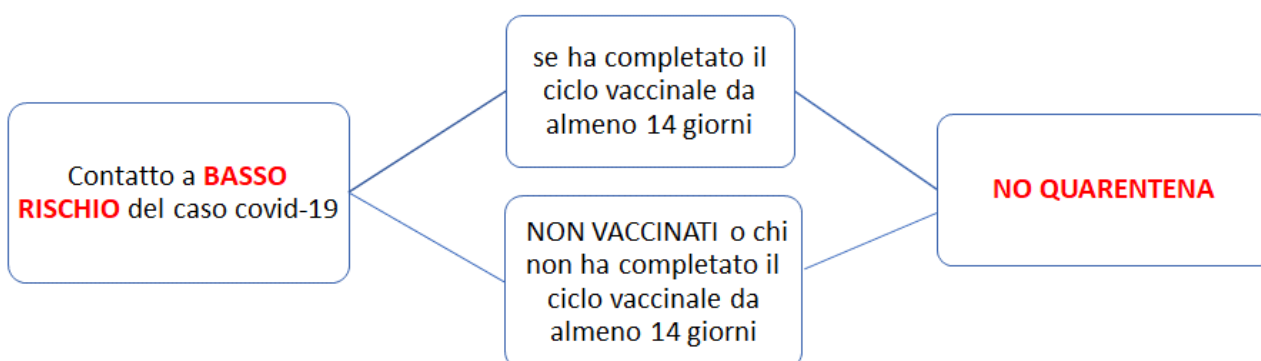 Contatto a BASSO
RISCHIO del caso covid-19
se ha completato il
ciclo vaccinale da
almeno 14 giorni
NON VACCINATI o chi
non ha completato il
ciclo vaccinale da
almeno 14 giorni
NO QUARENTENA